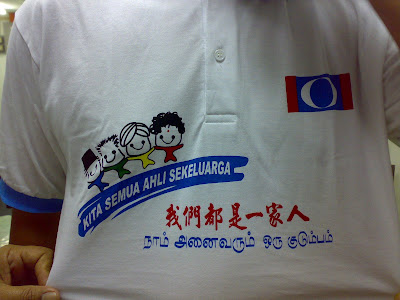 KITA SEMUA AHLI SEKELUARGA
我們都是一家人
நாம் அனைவரும் ஒரு குடும்பம்